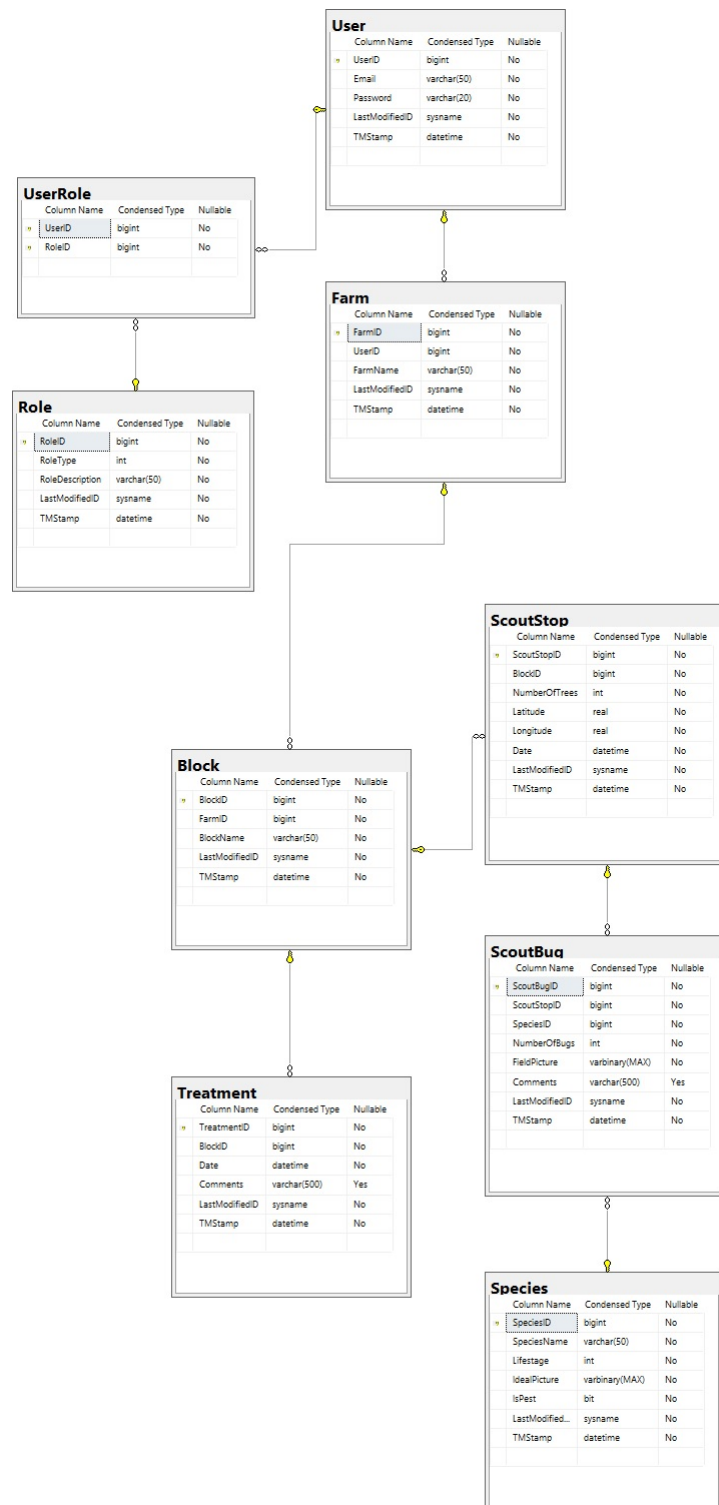 User
Column Name Condensed Type Nullable
UserID bigint No
Email varchar(50) No
Password varchar(20) No
LastModifiedID sysname No
TMStamp datetime No
UserRole
Column Name Condensed Type Nullable
UserID bigint No
RoleID bigint No
Farm
Column Name Condensed Type Nullable
FarmID bigint No
UserID bigint No
FarmName varchar(50) No
LastModifiedID sysname No
TMStamp datetime No
Role
Column Name Condensed Type Nullable
RoleID bigint No
RoleType int No
RoleDescription varchar(50) No
LastModifiedID sysname No
TMStamp datetime No
ScoutStop
Column Name Condensed Type Nullable
ScoutStopID bigint No
BlockID bigint No
NumberOfTrees int No
Latitude real No
Longitude real No
Date datetime No
LastModifiedID sysname No
TMStamp datetime No
Block
Column Name Condensed Type Nullable
BlockID bigint No
FarmID bigint No
BlockName varchar(50) No
LastModifiedID sysname No
TMStamp datetime No
ScoutBug
Column Name Condensed Type Nullable
ScoutBugID bigint No
ScoutStopID bigint No
SpeciesID bigint No
NumberOfBugs int No
FieldPicture varbinary(MAX) No
Comments varchar(500) Yes
LastModifiedID sysname No
TMStamp datetime No
Treatment
Column Name Condensed Type Nullable
TreatmentID bigint No
BlockID bigint No
Date datetime No
Comments varchar(500) Yes
LastModifiedID sysname No
TMStamp datetime No
Species
Column Name Condensed Type Nullable
SpeciesID bigint No
SpeciesName varchar(50) No
Lifestage int No
IdealPicture varbinary(MAX) No
IsPest bit No
LastModified... sysname No
TMStamp datetime No